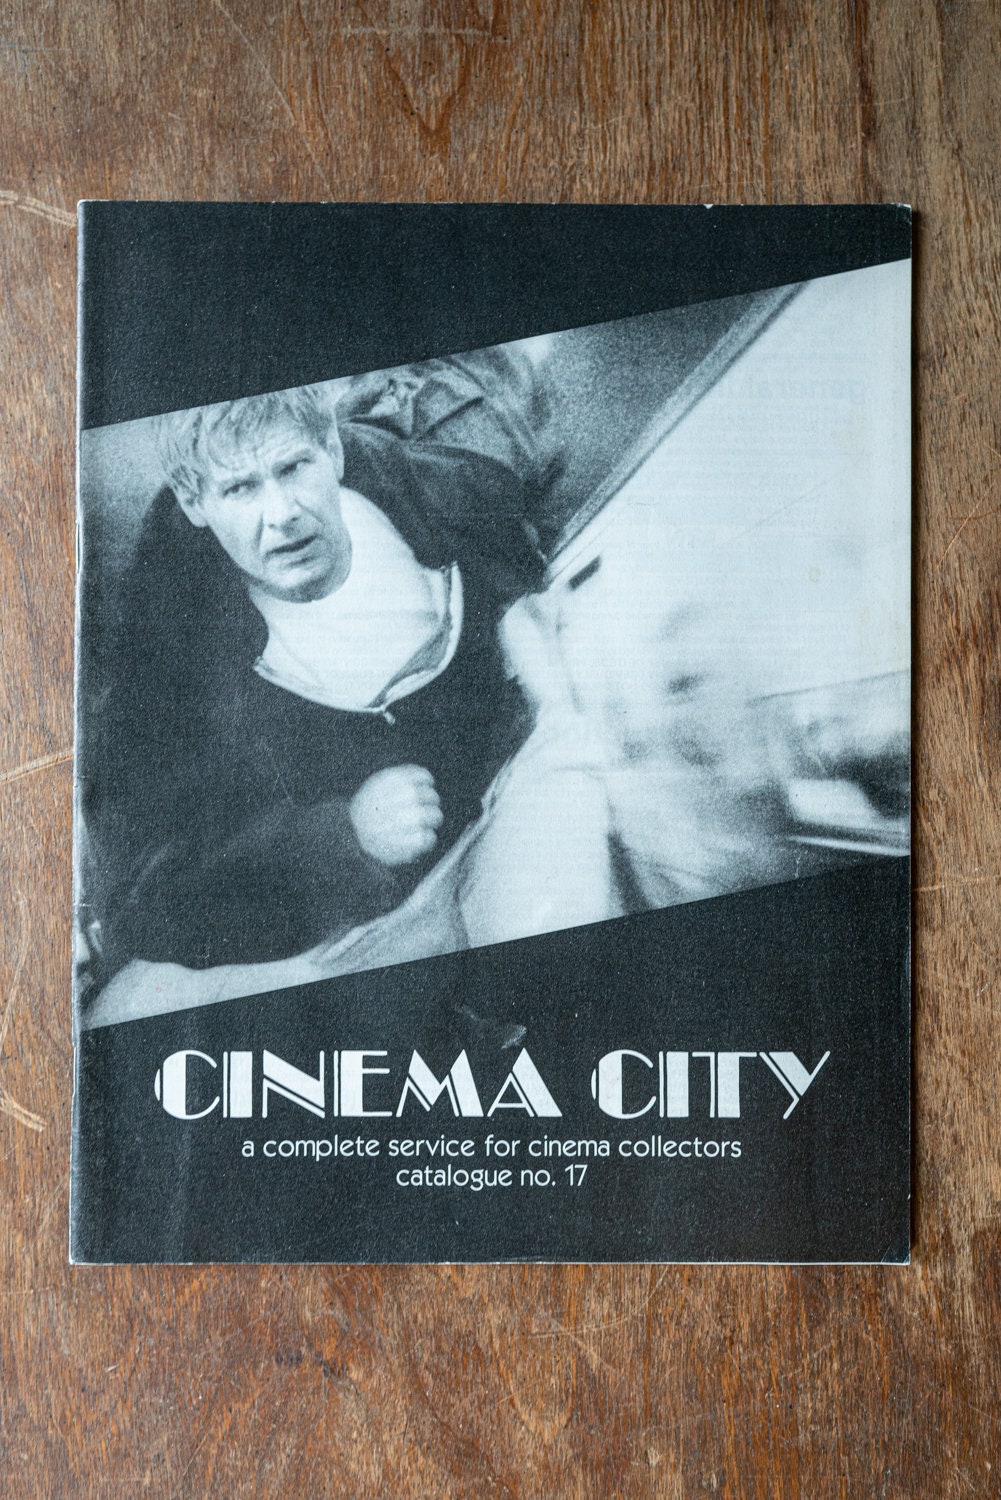 CINEMA CITY
a complete service for cinema collectors
catalogue no. 17